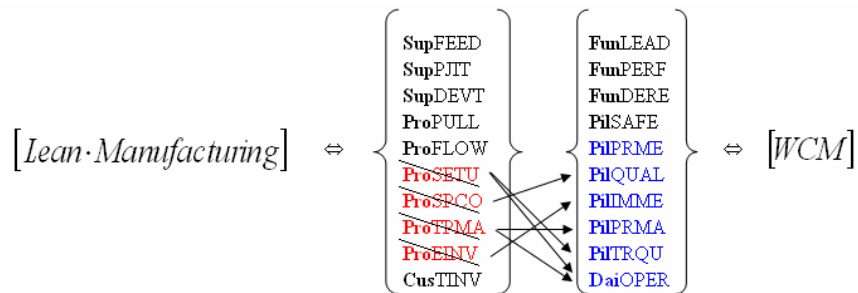 SupFEED
SupPJIT
SupDEVT
ProPULL
ProFLOW
ProSETU
ProSPCO
ProTPMA
ProEINV
CusTINV
FunLEAD
FunPERF
FunDERE
PilSAFE
PilPRME
PilQUAL
PilIMME
PilPRMA
PilTRQU
DaiOPER
[Lean·Manufacturing] ⇔
⇔ [WCM]